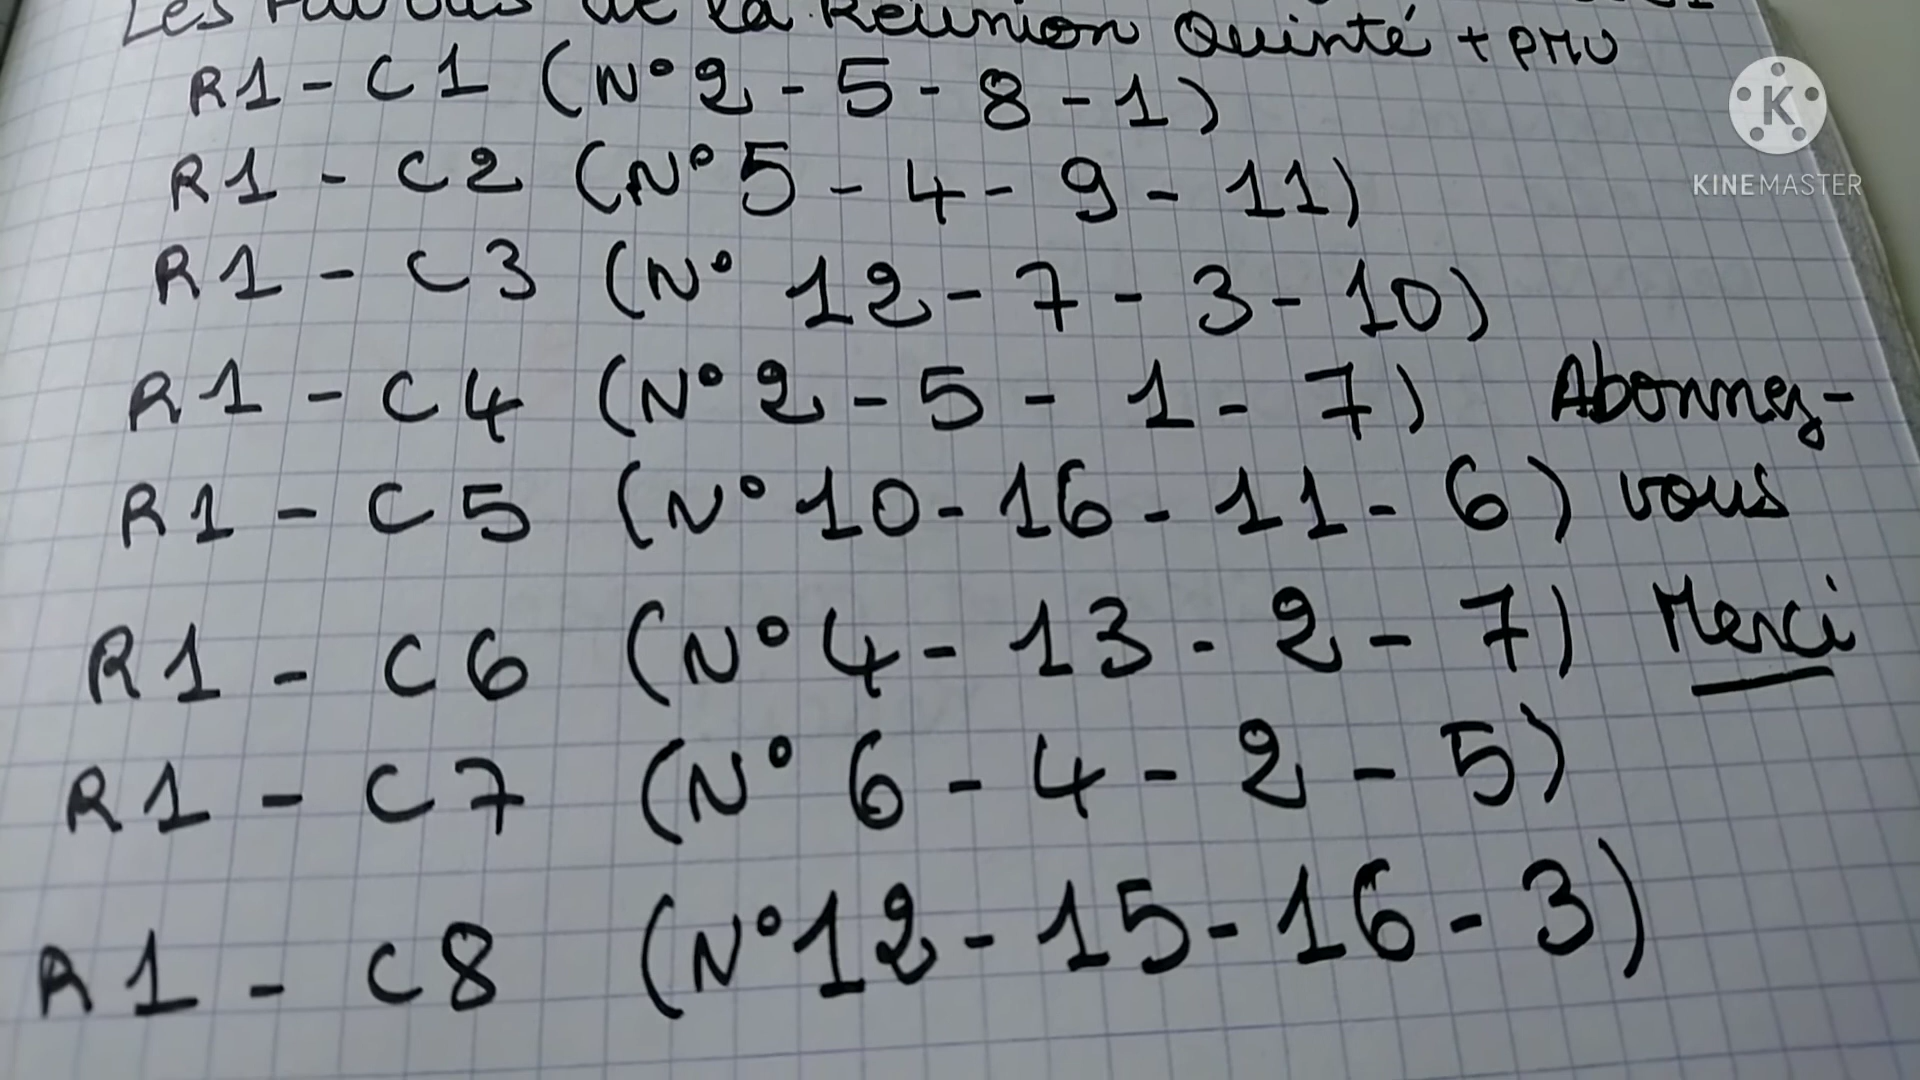 Les Favoris de la Réunion Quinté + PMU
R1 - C1 (N° 2 - 5 - 8 - 1)
R1 - C2 (N° 5 - 4 - 9 - 11)
R1 - C3 (N° 12 - 7 - 3 - 10)
R1 - C4 (N° 2 - 5 - 1 - 7) Abonnez-
R1 - C5 (N° 10 - 16 - 11 - 6) vous
R1 - C6 (N° 4 - 13 - 2 - 7) Merci
R1 - C7 (N° 6 - 4 - 2 - 5)
R1 - C8 (N° 12 - 15 - 16 - 3)
K
KINEMASTER